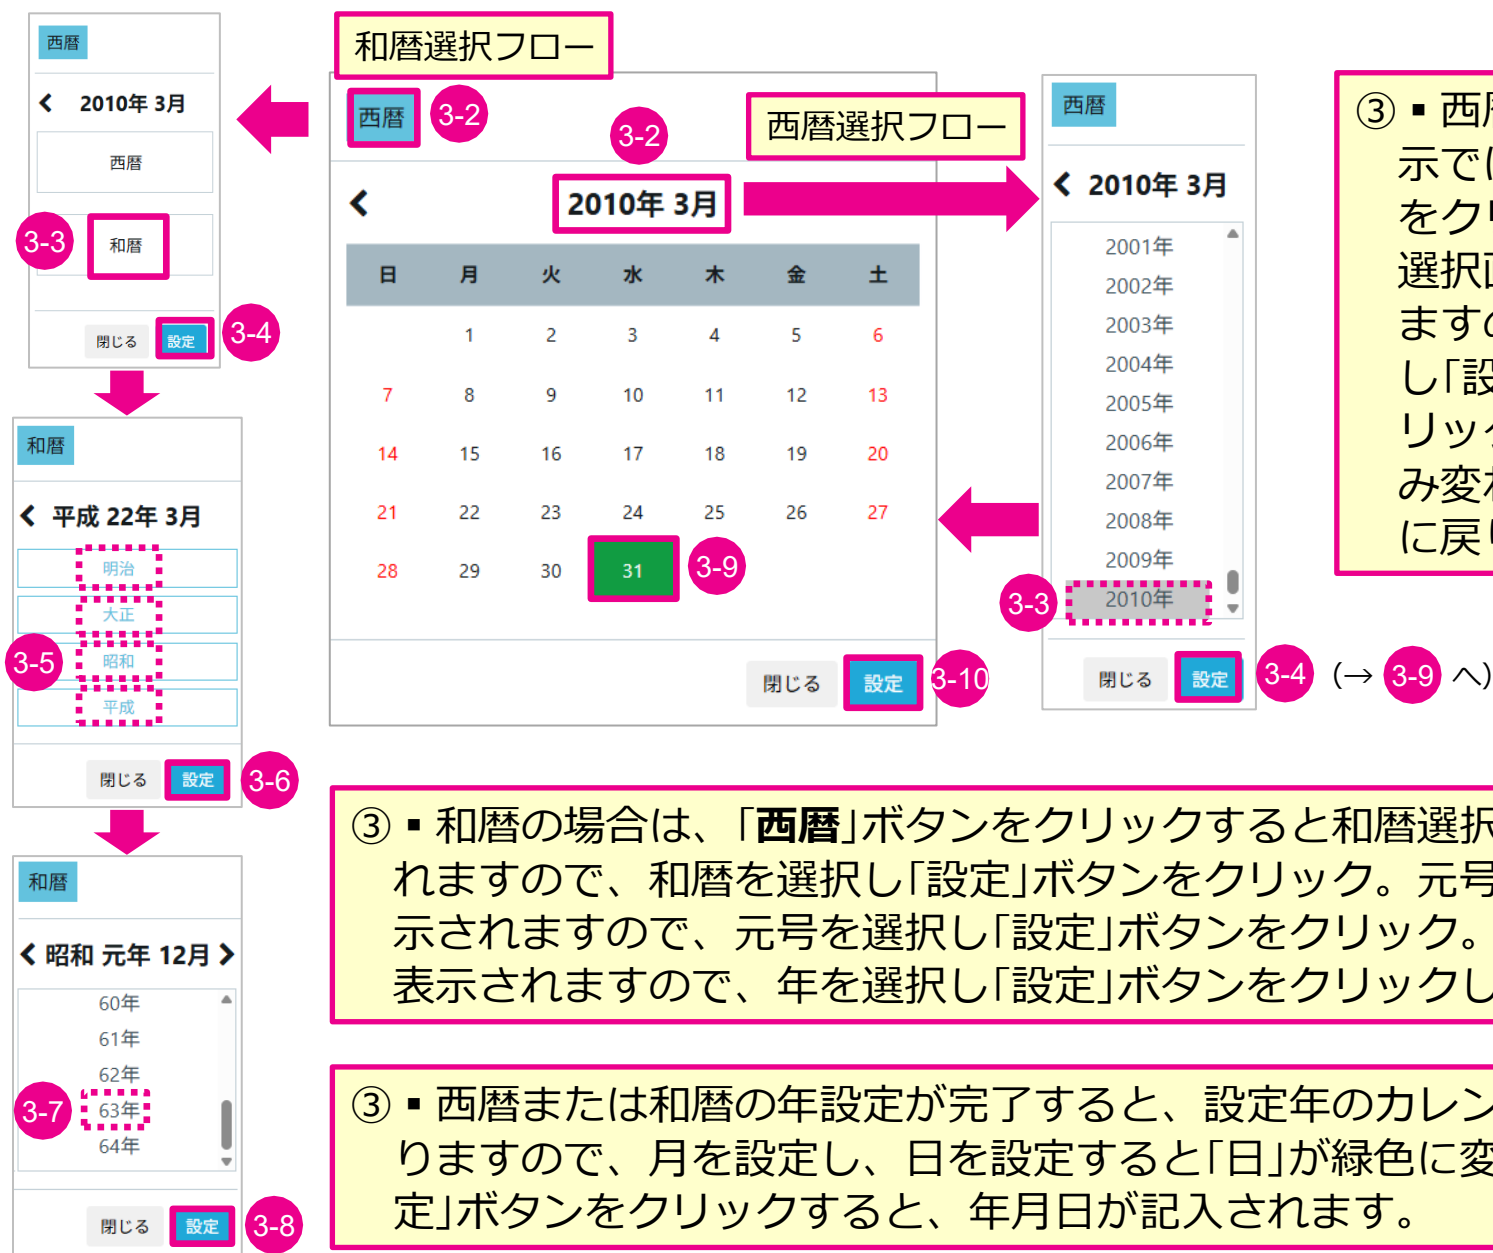 西暦
2010年 3月
西暦
3-3
和暦
閉じる
設定
3-4
和暦
平成 22年 3月
明治
大正
3-5
昭和
平成
閉じる
設定
3-6
和暦
昭和 元年 12月
60年
61年
62年
3-7
63年
64年
閉じる
設定
3-8
和暦選択フロー
西暦
3-2
3-2
2010年 3月
日 月 火 水 木 金 土
1 2 3 4 5 6
7 8 9 10 11 12 13
14 15 16 17 18 19 20
21 22 23 24 25 26 27
28 29 30 31
3-9
閉じる
設定
3-10
西暦選択フロー
西暦
2010年 3月
2001年
2002年
2003年
2004年
2005年
2006年
2007年
2008年
2009年
3-3
2010年
閉じる
設定
3-4 (→ 3-9 へ)
③▪西
示で
をク
選択
ますの
し「設
リッ
み変
に戻り
③▪和暦の場合は、「西暦」ボタンをクリックすると和暦選択
れますので、和暦を選択し「設定」ボタンをクリック。元号
示されますので、元号を選択し「設定」ボタンをクリック。
表示されますので、年を選択し「設定」ボタンをクリックし
③▪西暦または和暦の年設定が完了すると、設定年のカレン
りますので、月を設定し、日を設定すると「日」が緑色に変
定」ボタンをクリックすると、年月日が記入されます。